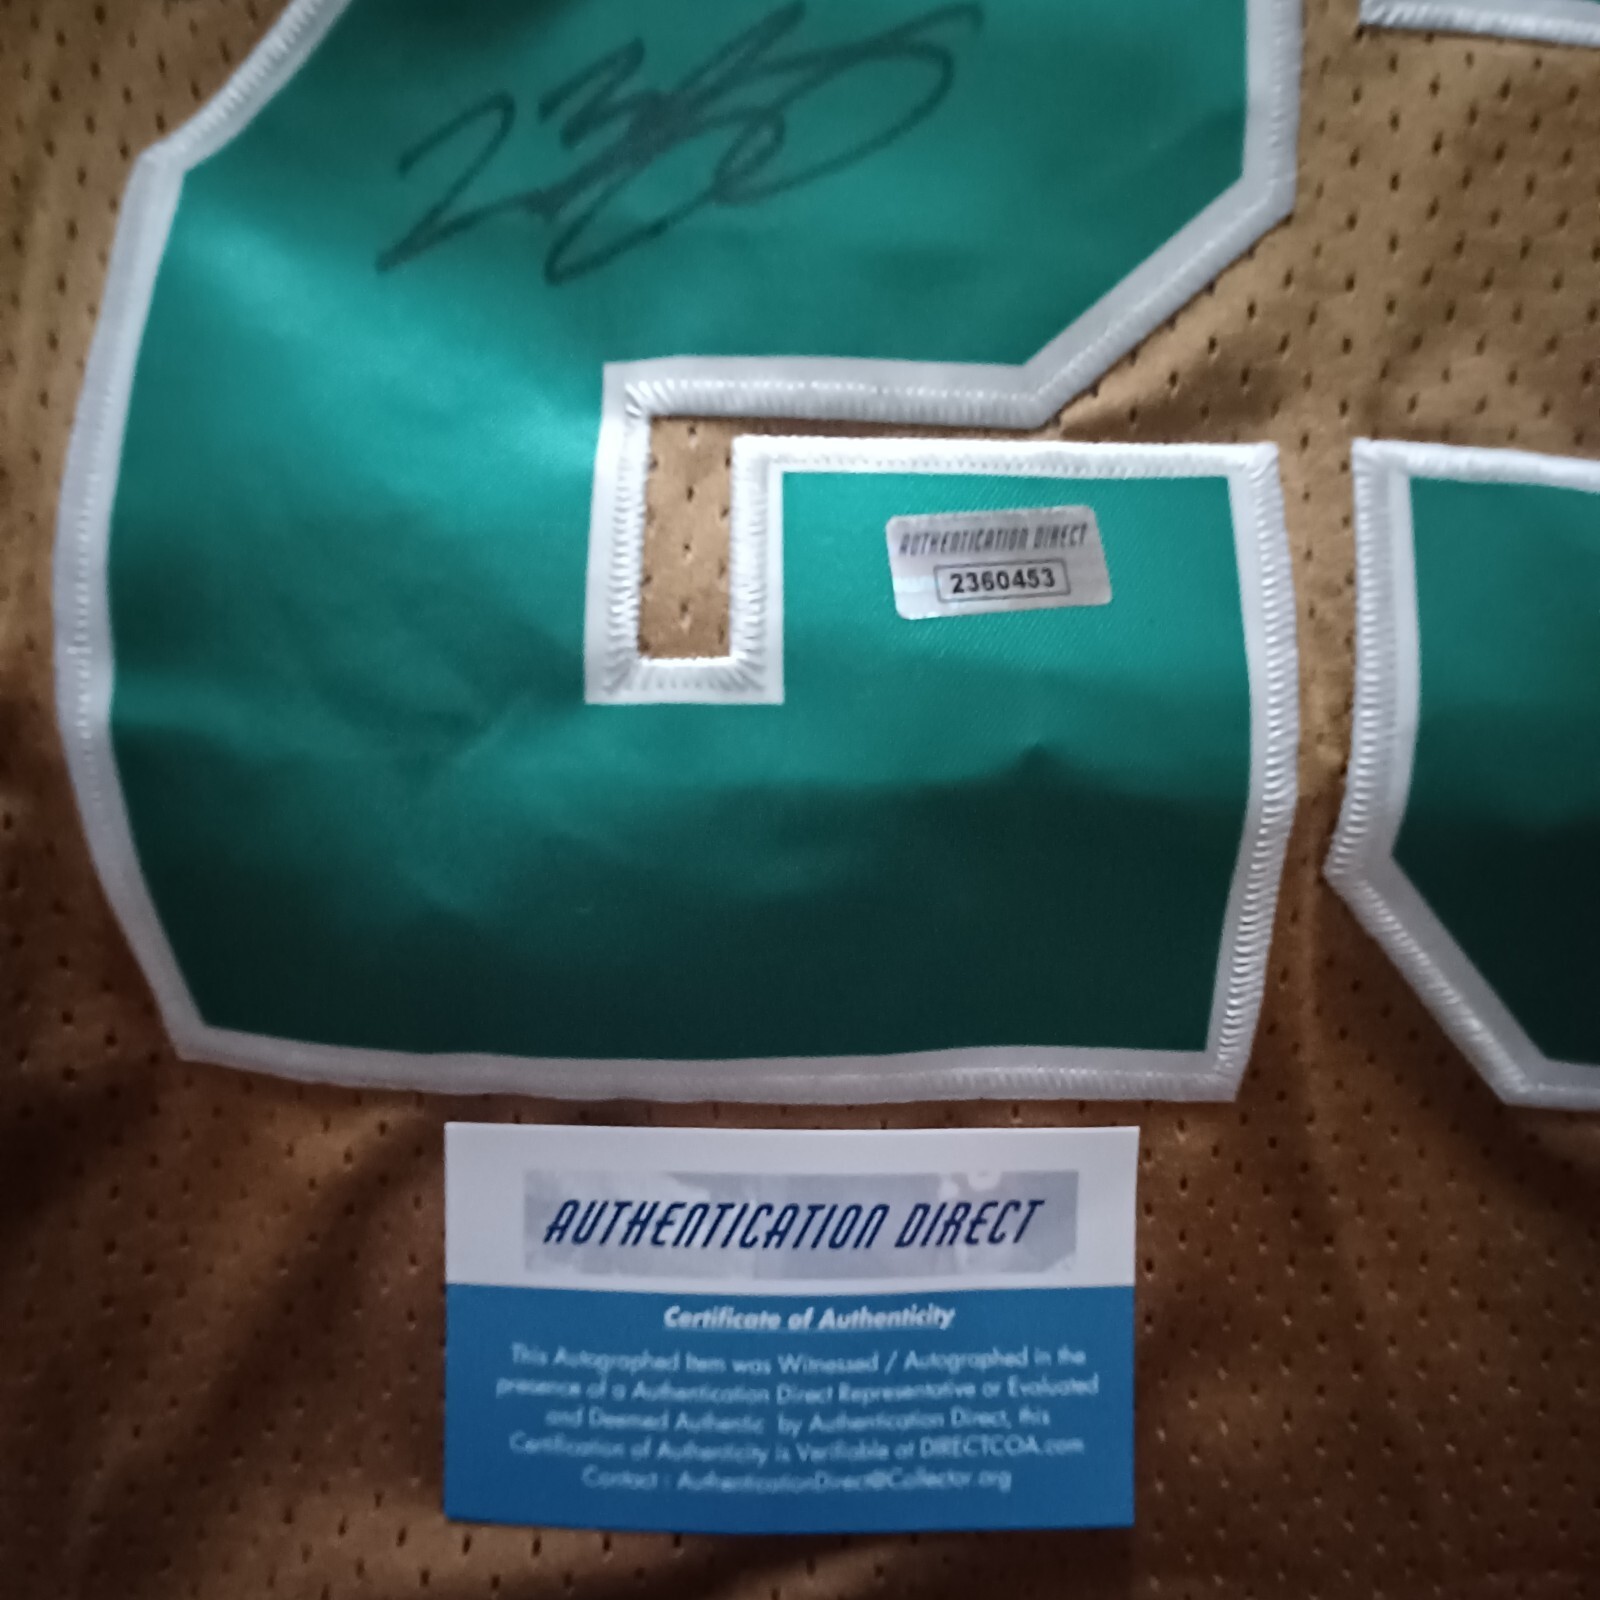 AUTHENTICATION DIRECT
2360453
AUTHENTICATION DIRECT
Certificate of Authenticity
This Autographed Item was Witnessed / Autographed in the
presence of a Authentication Direct Representative or Evaluated
and Deemed Authentic by Authentication Direct, this
Certification of Authenticity is Verifiable at DIRECTCOA.com
Contact : AuthenticationDirect@Collector.org